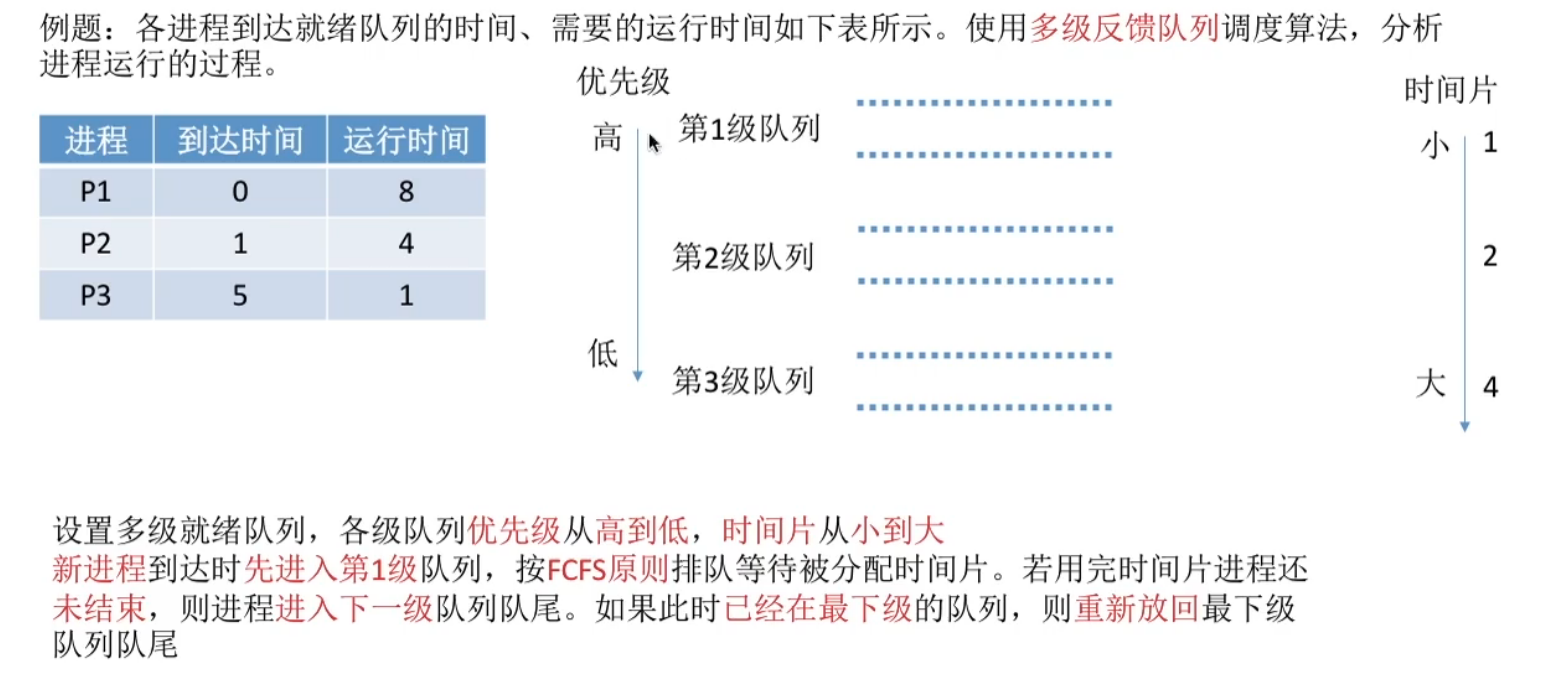 例题：各进程到达就绪队列的时间、需要的运行时间如下表所示。使用多级反馈队列调度算法，分析
进程运行的过程。
进程 到达时间 运行时间
P1 0 8
P2 1 4
P3 5 1
优先级
高
低
第1级队列
第2级队列
第3级队列
时间片
小 1
2
大 4
设置多级就绪队列，各级队列优先级从高到低，时间片从小到大
新进程到达时先进入第1级队列，按FCFS原则排队等待被分配时间片。若用完时间片进程还
未结束，则进程进入下一级队列队尾。如果此时已经在最下级的队列，则重新放回最下级
队列队尾